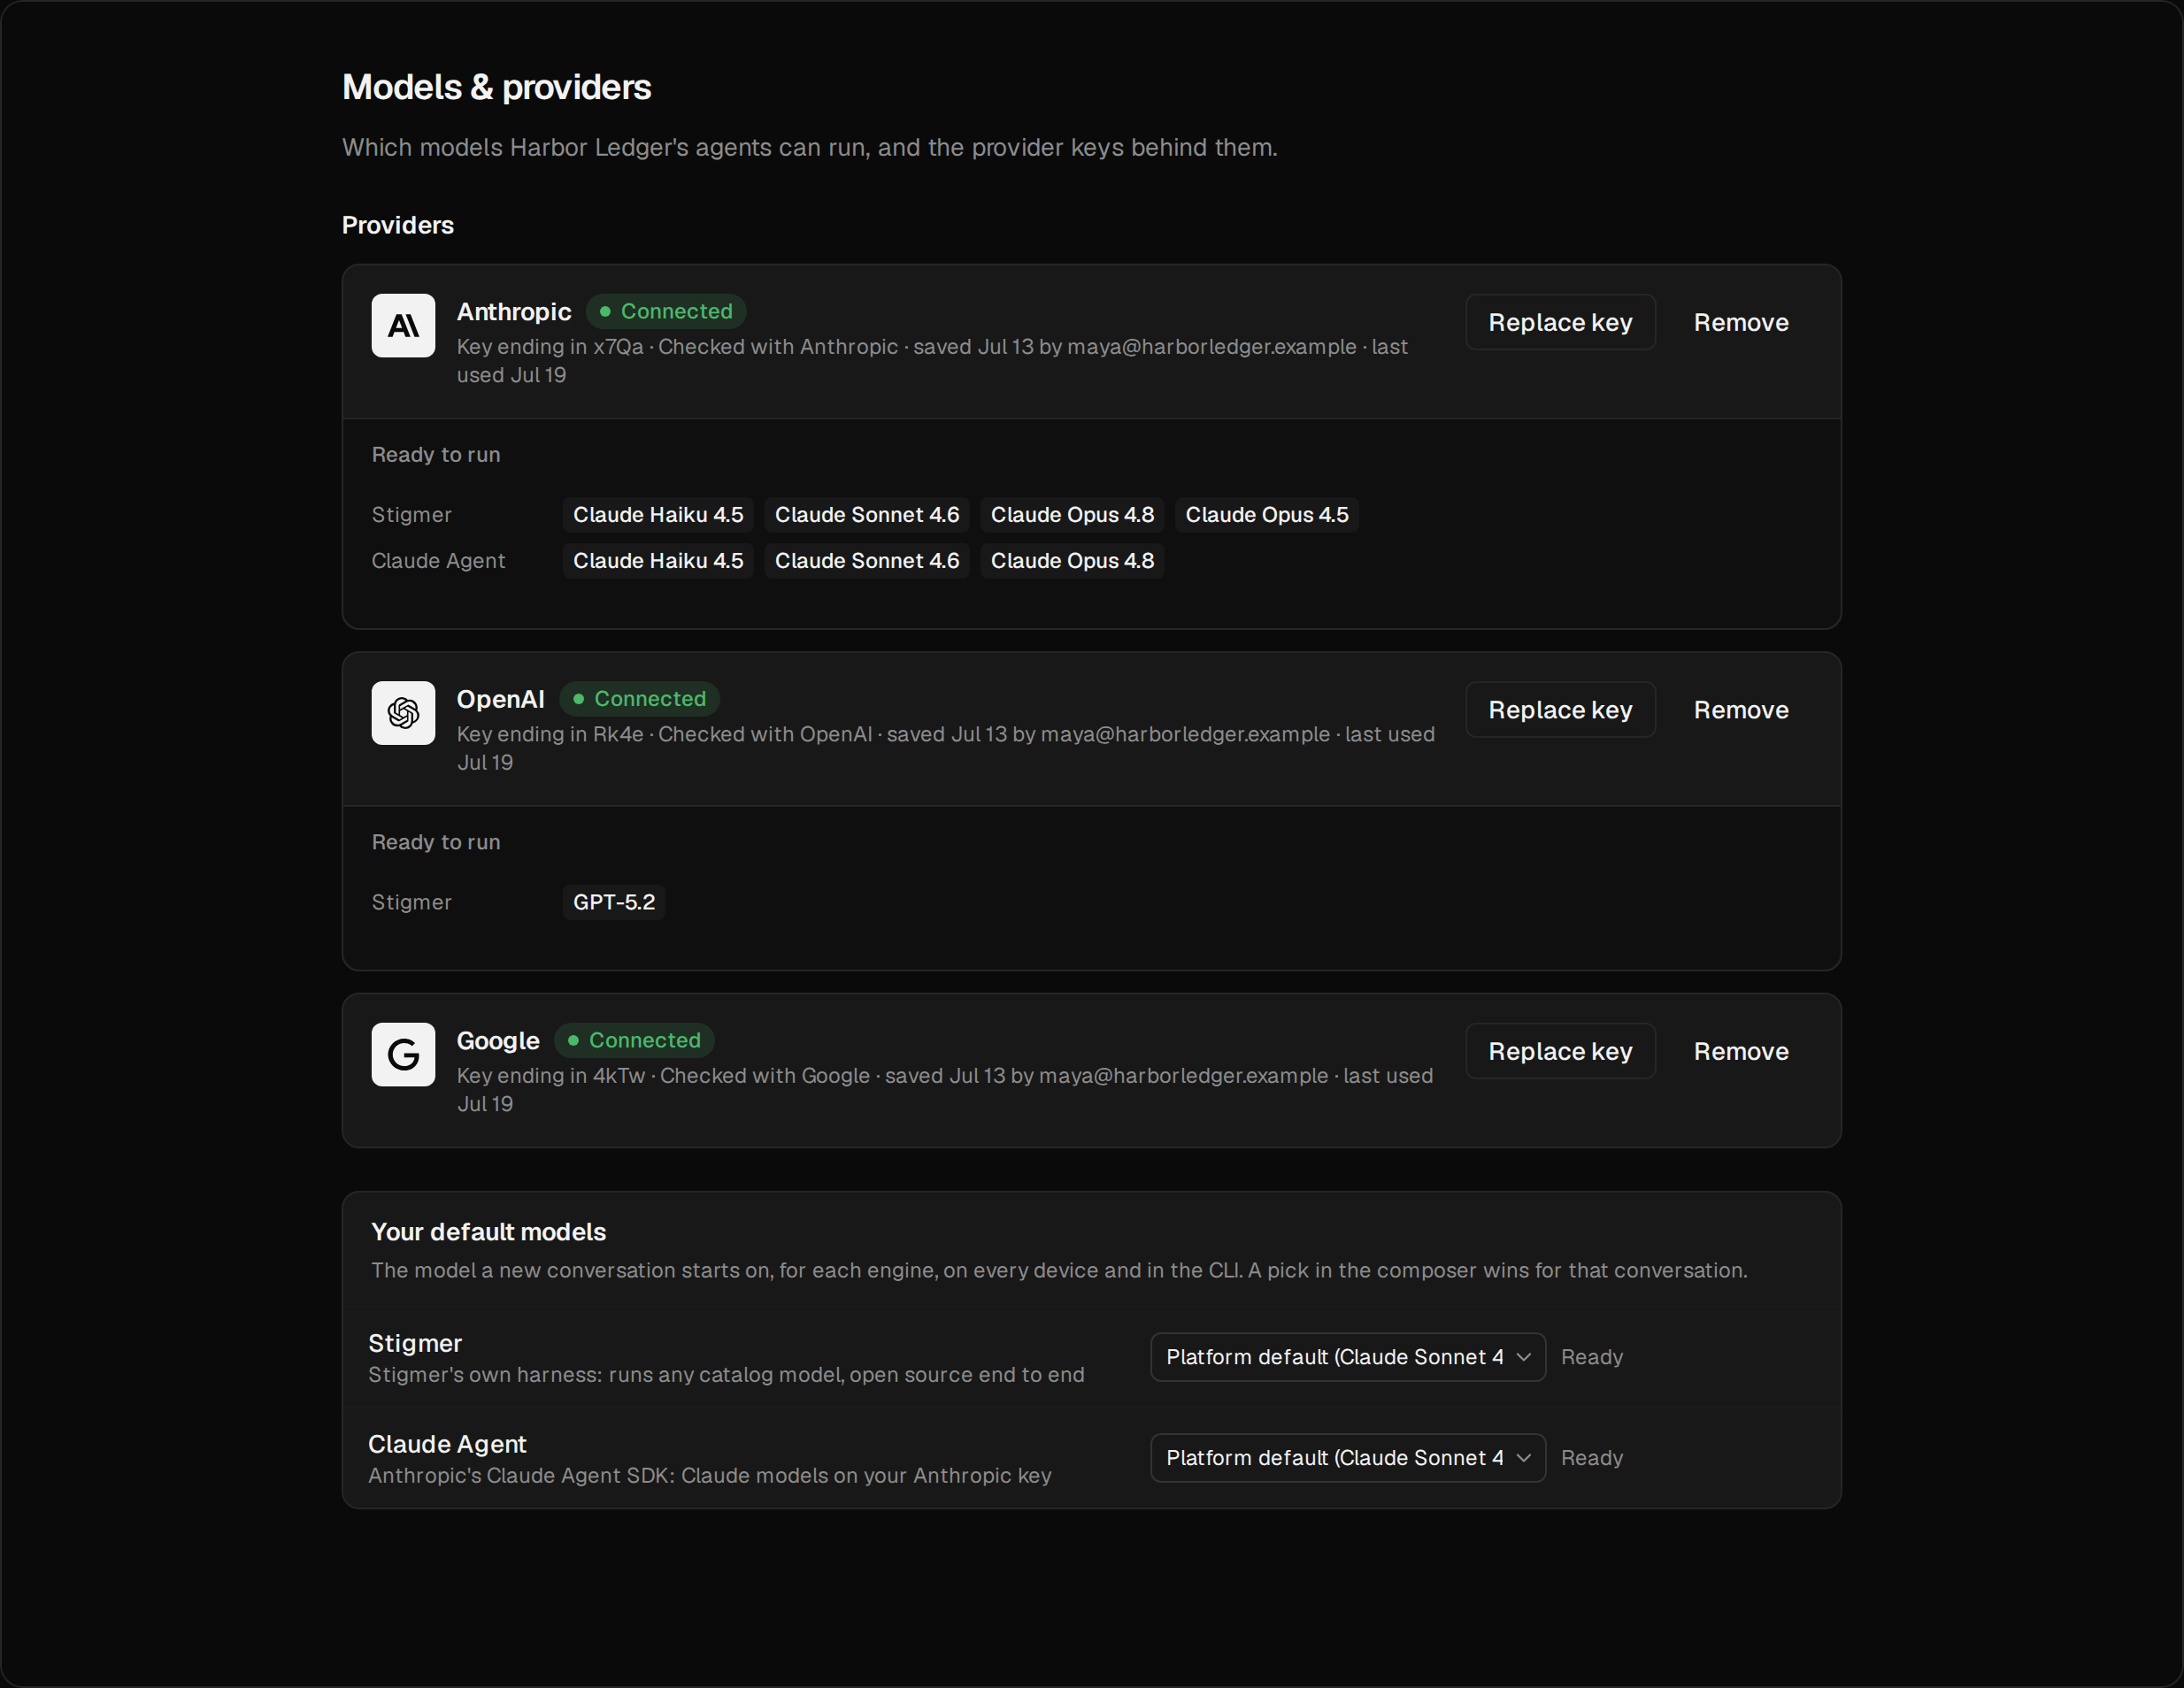 Models & providers
Which models Harbor Ledger's agents can run, and the provider keys behind them.
Providers
Anthropic Connected
Replace key Remove
Key ending in x7Qa · Checked with Anthropic · saved Jul 13 by maya@harborledger.example · last
used Jul 19
Ready to run
Stigmer Claude Haiku 4.5 Claude Sonnet 4.6 Claude Opus 4.8 Claude Opus 4.5
Claude Agent Claude Haiku 4.5 Claude Sonnet 4.6 Claude Opus 4.8
OpenAI Connected
Replace key Remove
Key ending in Rk4e · Checked with OpenAI · saved Jul 13 by maya@harborledger.example · last used
Jul 19
Ready to run
Stigmer GPT-5.2
Google Connected
Replace key Remove
Key ending in 4kTw · Checked with Google · saved Jul 13 by maya@harborledger.example · last used
Jul 19
Your default models
The model a new conversation starts on, for each engine, on every device and in the CLI. A pick in the composer wins for that conversation.
Stigmer
Stigmer's own harness: runs any catalog model, open source end to end
Platform default (Claude Sonnet 4 Ready
Claude Agent
Anthropic's Claude Agent SDK: Claude models on your Anthropic key
Platform default (Claude Sonnet 4 Ready